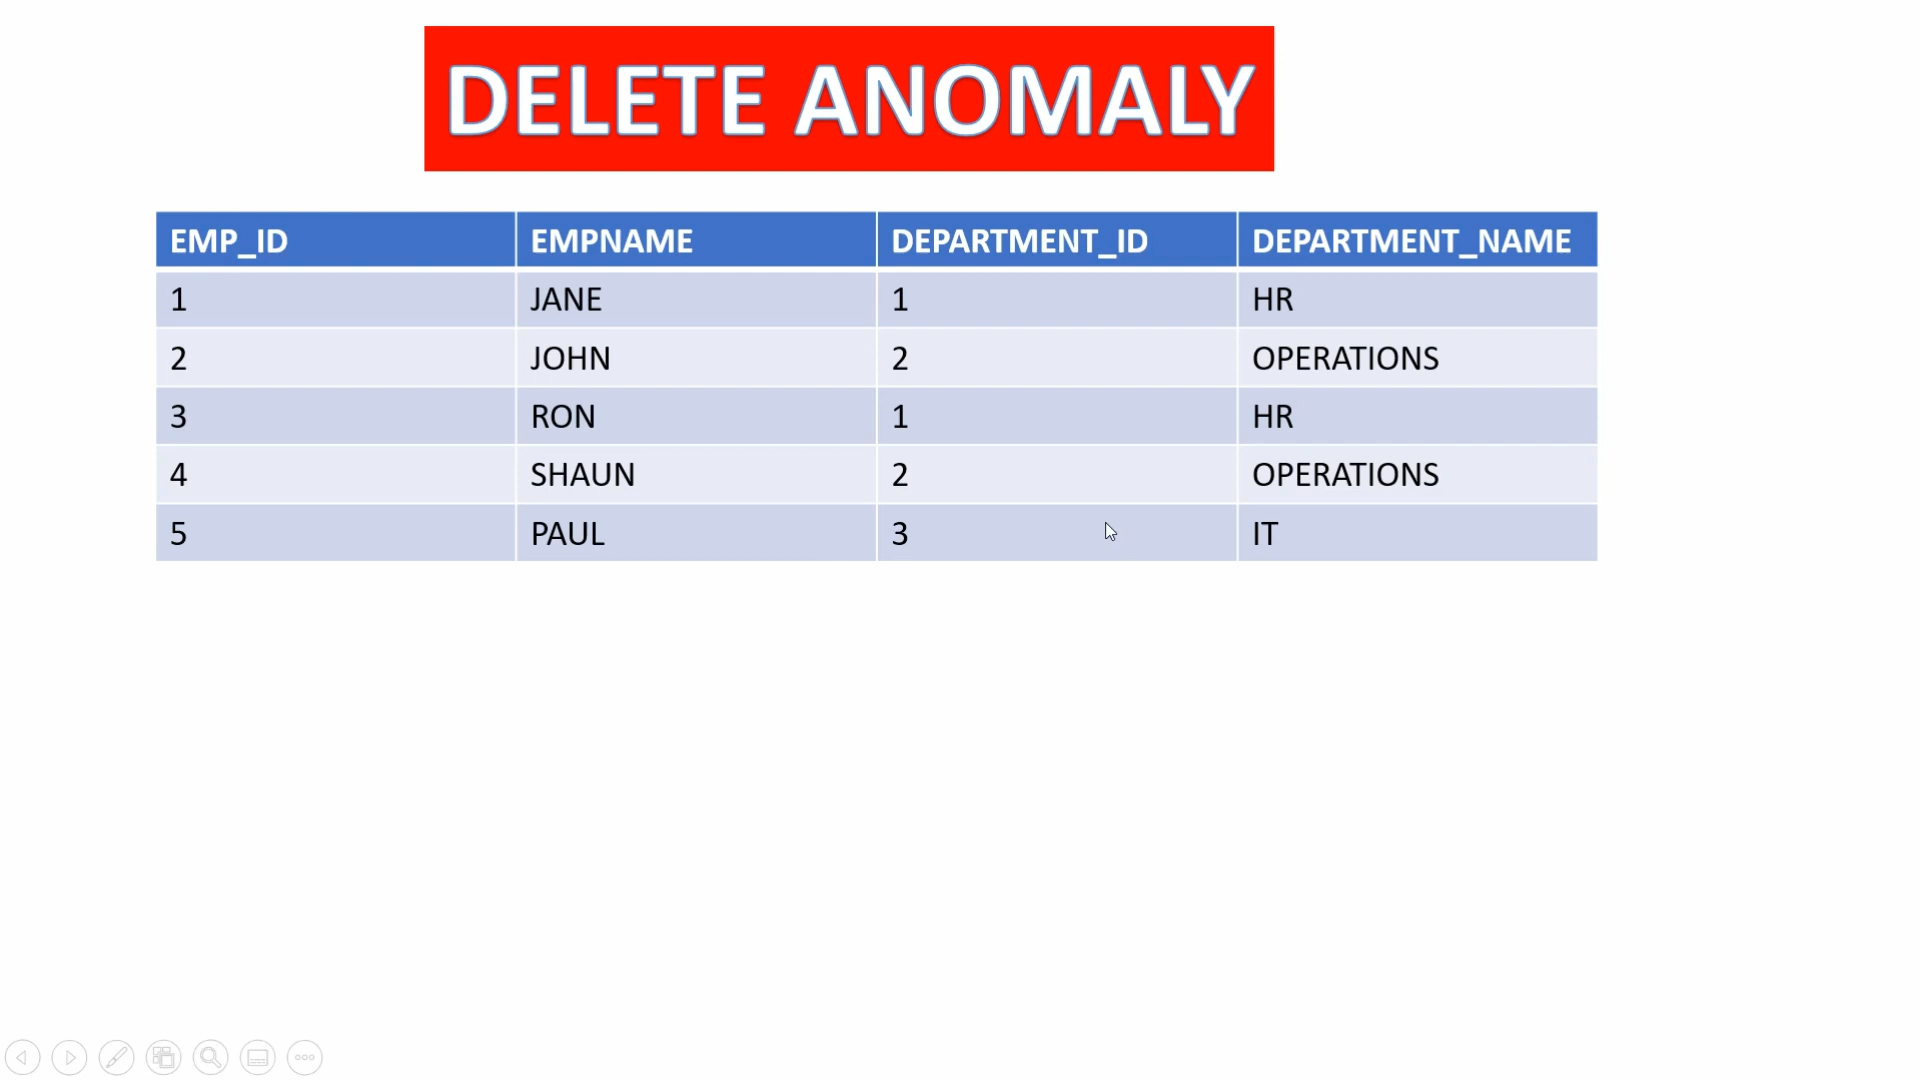 DELETE ANOMALY
EMP_ID EMPNAME DEPARTMENT_ID DEPARTMENT_NAME
1 JANE 1 HR
2 JOHN 2 OPERATIONS
3 RON 1 HR
4 SHAUN 2 OPERATIONS
5 PAUL 3 IT